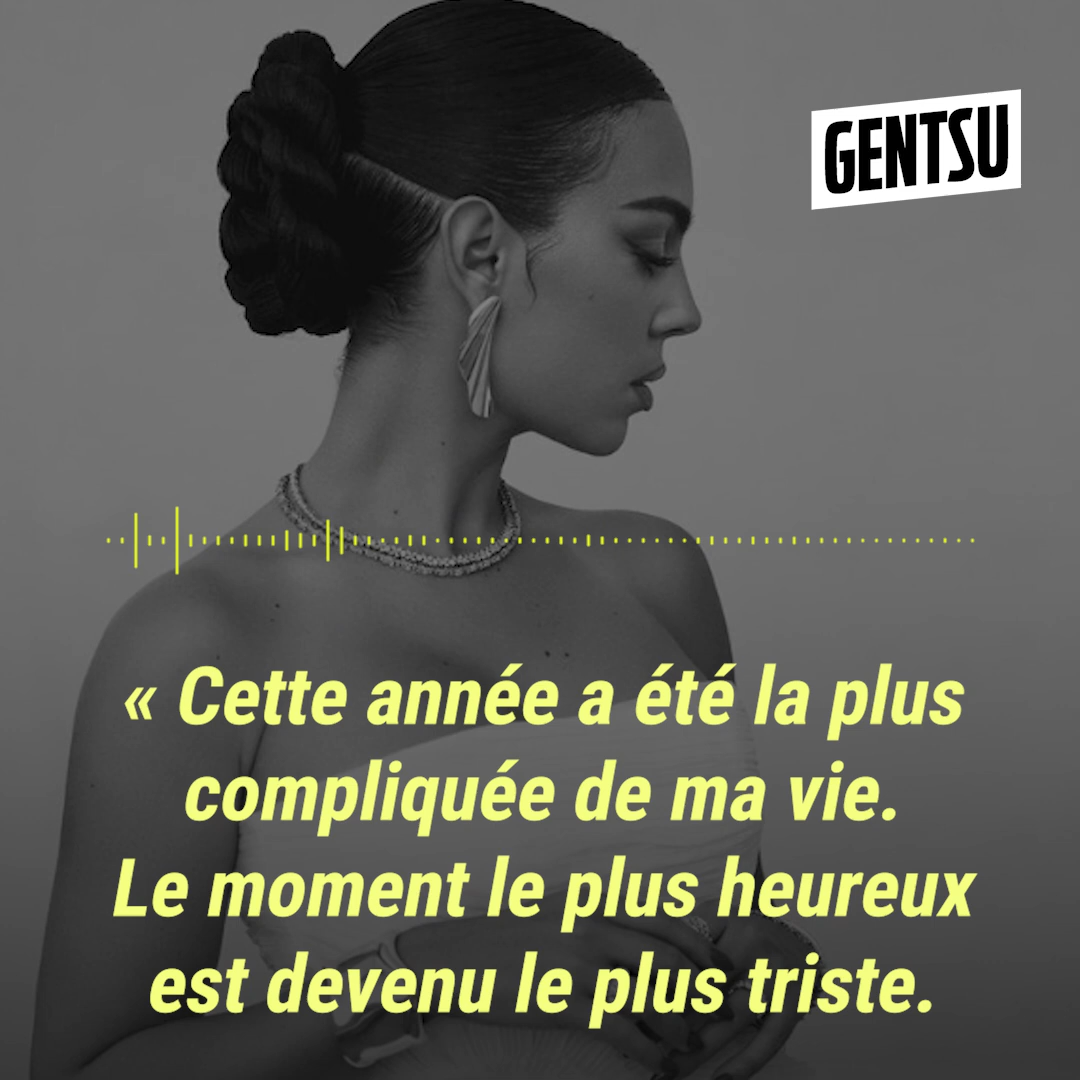 GENTSU
« Cette année a été la plus
compliquée de ma vie.
Le moment le plus heureux
est devenu le plus triste.